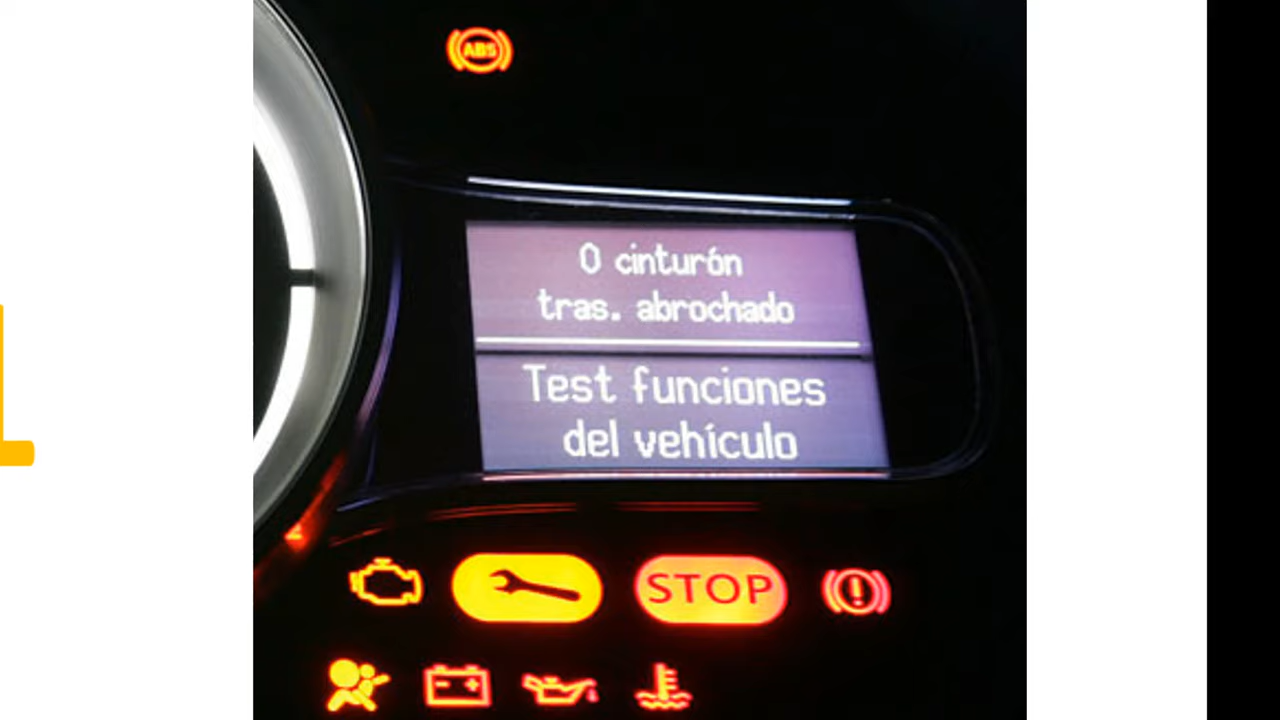 ABS
0 cinturón
tras. abrochado
Test funciones
del vehículo
STOP